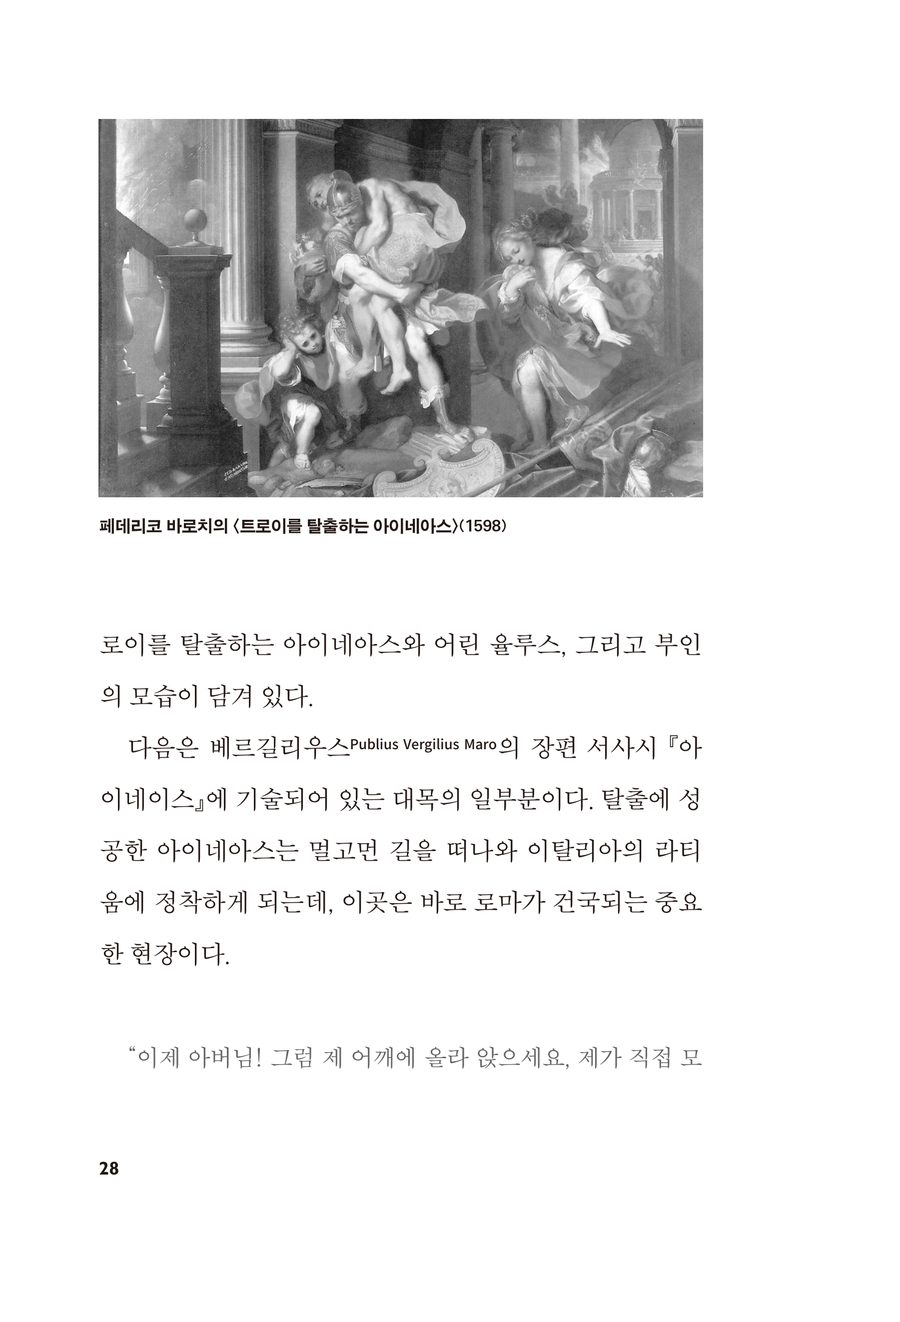 페데리코 바로치의 〈트로이를 탈출하는 아이네아스〉(1598)
로이를 탈출하는 아이네아스와 어린 율루스, 그리고 부인
의 모습이 담겨 있다.
다음은 베르길리우스Publius Vergilius Maro의 장편 서사시 『아
이네이스』에 기술되어 있는 대목의 일부분이다. 탈출에 성
공한 아이네아스는 멀고먼 길을 떠나와 이탈리아의 라티
움에 정착하게 되는데, 이곳은 바로 로마가 건국되는 중요
한 현장이다.
“이제 아버님! 그럼 제 어깨에 올라 앉으세요, 제가 직접 모
28